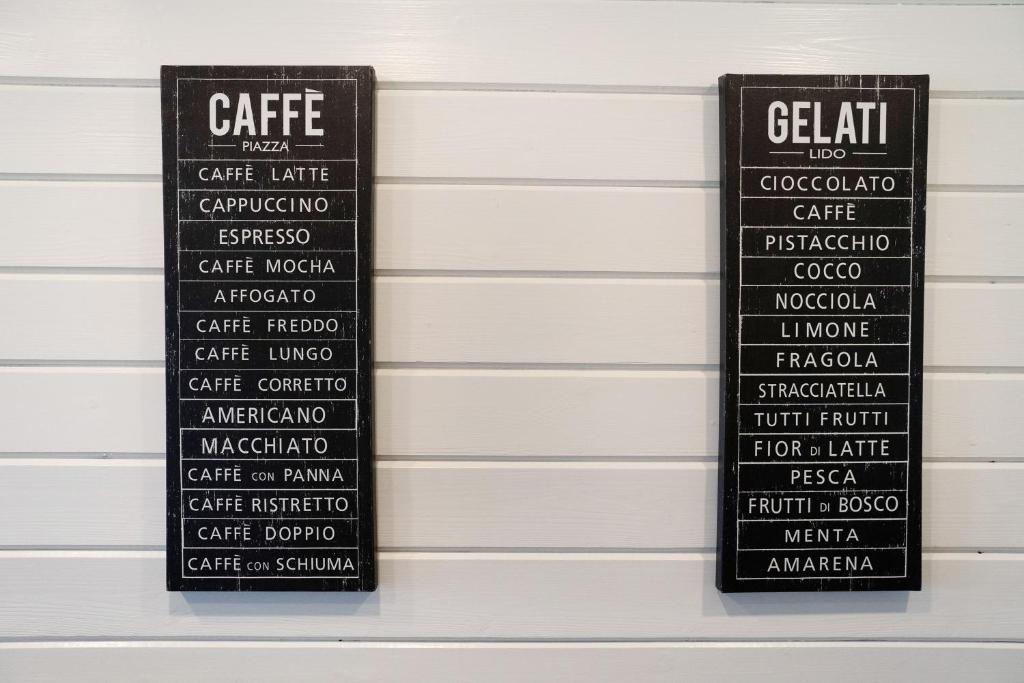 CAFFÈ
PIAZZA
CAFFÈ LATTE
CAPPUCCINO
ESPRESSO
CAFFÈ MOCHA
AFFOGATO
CAFFÈ FREDDO
CAFFÈ LUNGO
CAFFÈ CORRETTO
AMERICANO
MACCHIATO
CAFFÈ CON PANNA
CAFFÈ RISTRETTO
CAFFÈ DOPPIO
CAFFÈ CON SCHIUMA
GELATI
LIDO
CIOCCOLATO
CAFFÈ
PISTACCHIO
COCCO
NOCCIOLA
LIMONE
FRAGOLA
STRACCIATELLA
TUTTI FRUTTI
FIOR DI LATTE
PESCA
FRUTTI DI BOSCO
MENTA
AMARENA